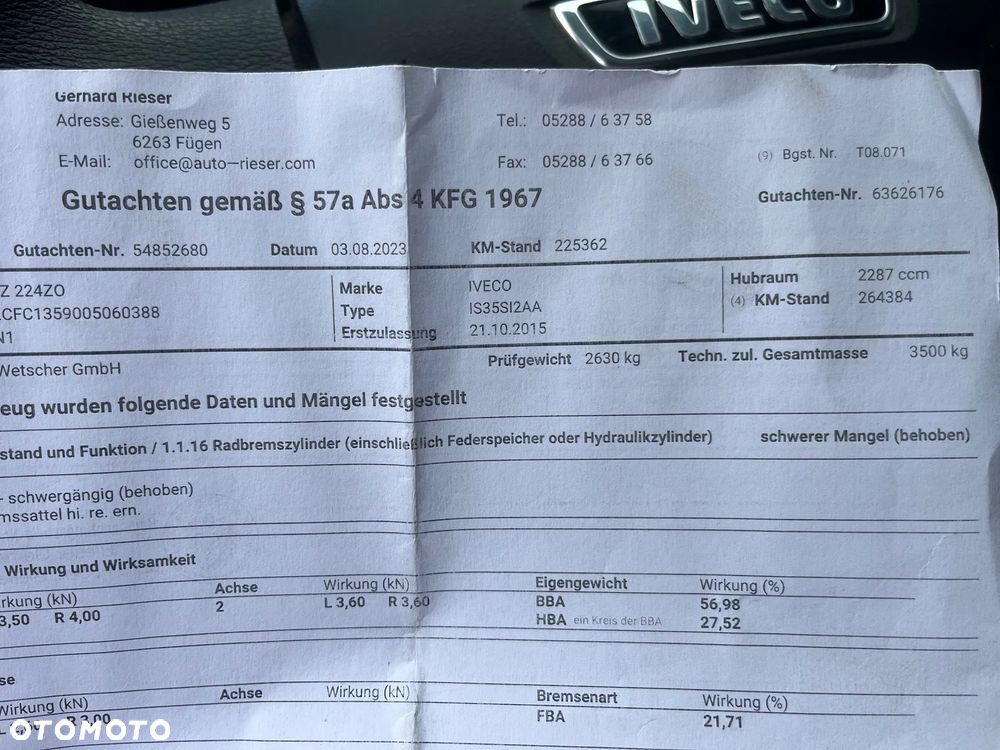 IVECO
Gerhard Rieser
Adresse: Gießenweg 5
6263 Fügen
E-Mail: office@auto-rieser.com
Tel.: 05288 / 6 37 58
Fax: 05288 / 6 37 66
(9) Bgst. Nr. T08.071
Gutachten gemäß § 57a Abs 4 KFG 1967
Gutachten-Nr. 63626176
Gutachten-Nr. 54852680 Datum 03.08.2023 KM-Stand 225362
Z 224ZO Marke IVECO Hubraum 2287 ccm
CFC1359005060388 Type IS35SI2AA (4) KM-Stand 264384
N1 Erstzulassung 21.10.2015
Wetscher GmbH Prüfgewicht 2630 kg Techn. zul. Gesamtmasse 3500 kg
eug wurden folgende Daten und Mängel festgestellt
stand und Funktion / 1.1.16 Radbremszylinder (einschließlich Federspeicher oder Hydraulikzylinder) schwerer Mangel (behoben)
- schwergängig (behoben)
mssattel hi. re. ern.
Wirkung und Wirksamkeit
rkung (kN) Achse Wirkung (kN) Eigengewicht Wirkung (%)
3,50 R 4,00 2 L 3,60 R 3,60 BBA 56,98
HBA ein Kreis der BBA 27,52
se
Wirkung (kN) Achse Wirkung (kN) Bremsenart Wirkung (%)
R 3,00 FBA 21,71
OTOMOTO